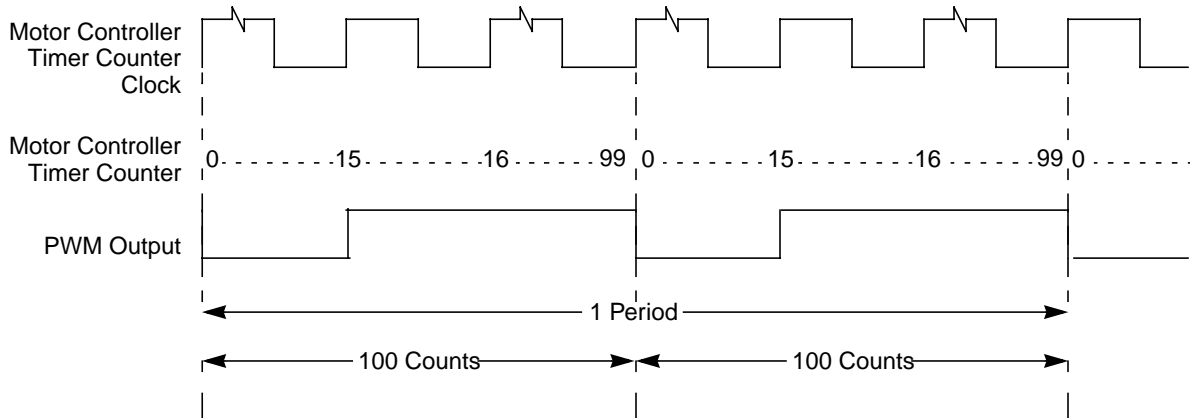 Motor Controller
Timer Counter
Clock
Motor Controller
Timer Counter
0 15 16 99 0 15 16 99 0
PWM Output
1 Period
100 Counts 100 Counts